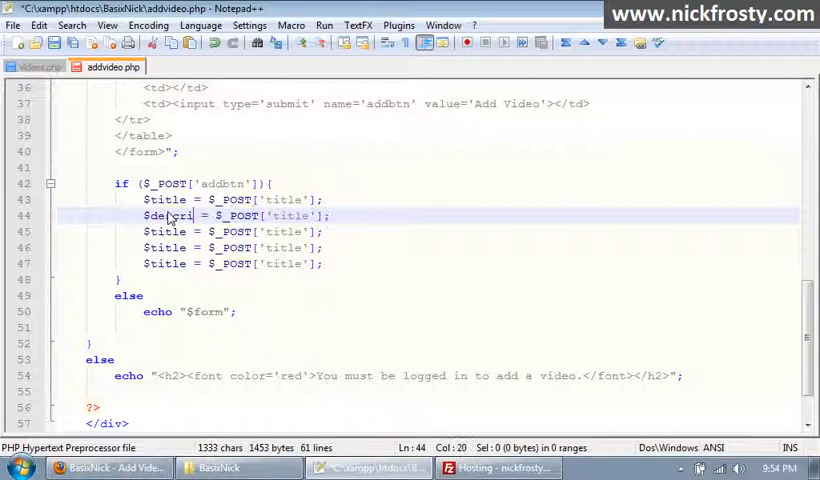 *C:\xampp\htdocs\BasixNick\addvideo.php - Notepad++
www.nickfrosty.com
File Edit Search View Encoding Language Settings Macro Run TextFX Plugins Window ?
videos.php addvideo.php
36 <td></td>
37 <td><input type='submit' name='addbtn' value='Add Video'></td>
38 </tr>
39 </table>
40 </form>";
41
42 if ($_POST['addbtn']){
43 $title = $_POST['title'];
44 $descri = $_POST['title'];
45 $title = $_POST['title'];
46 $title = $_POST['title'];
47 $title = $_POST['title'];
48 }
49 else
50 echo "$form";
51
52 }
53 else
54 echo "<h2><font color='red'>You must be logged in to add a video.</font></h2>";
55
56 ?>
57 </div>
PHP Hypertext Preprocessor file 1333 chars 1453 bytes 61 lines Ln : 44 Col : 20 Sel : 0 (0 bytes) in 0 ranges Dos\Windows ANSI INS
BasixNick - Add Vide... BasixNick *C:\xampp\htdocs\B... Hosting - nickfrosty... 9:54 PM